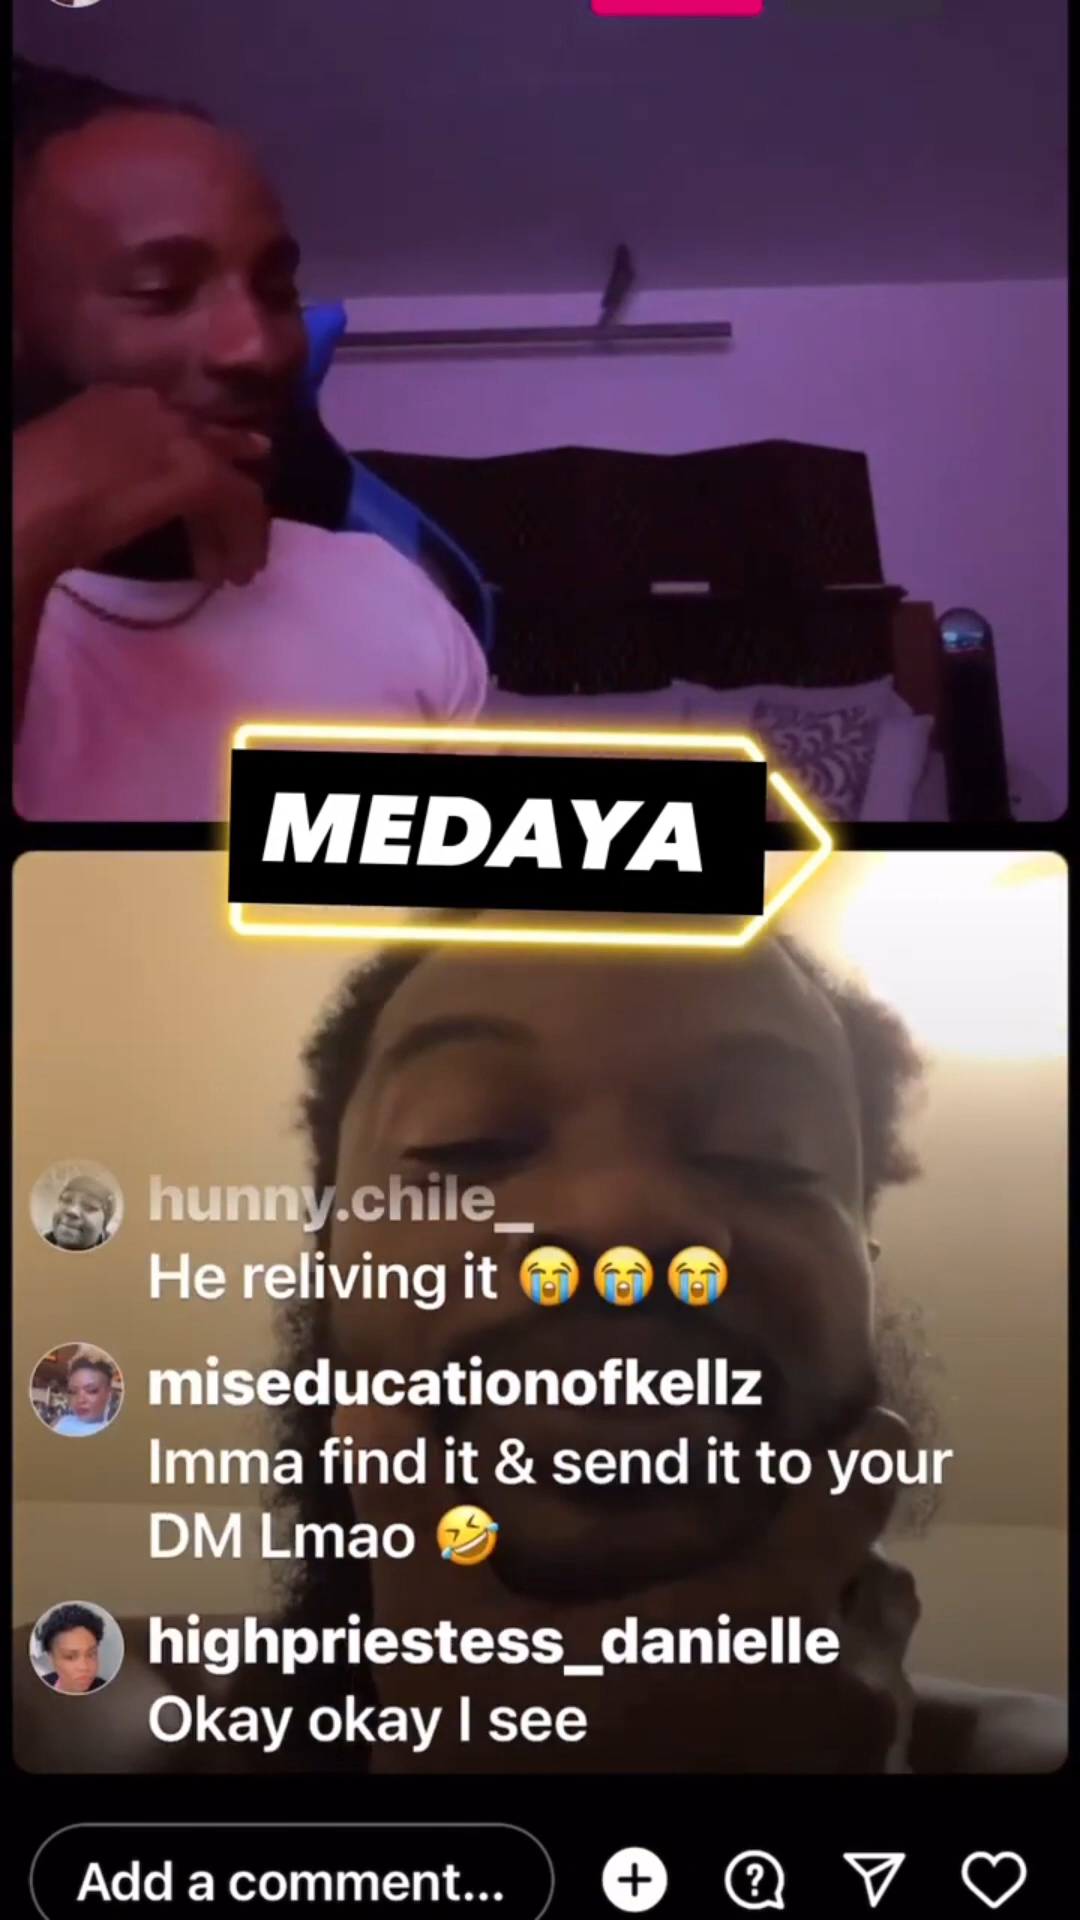 MEDAYA
hunny.chile_
He reliving it 😭😭😭
miseducationofkellz
Imma find it & send it to your
DM Lmao 🤣
highpriestess_danielle
Okay okay I see
Add a comment...